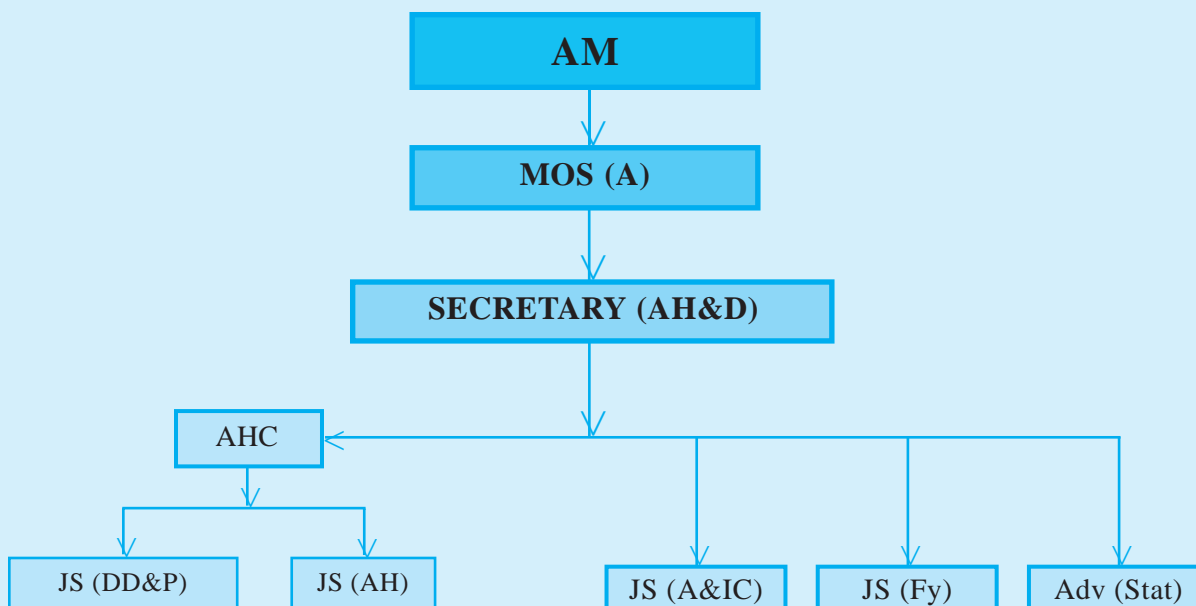 AM
MOS (A)
SECRETARY (AH&D)
AHC
JS (DD&P)
JS (AH)
JS (A&IC)
JS (Fy)
Adv (Stat)